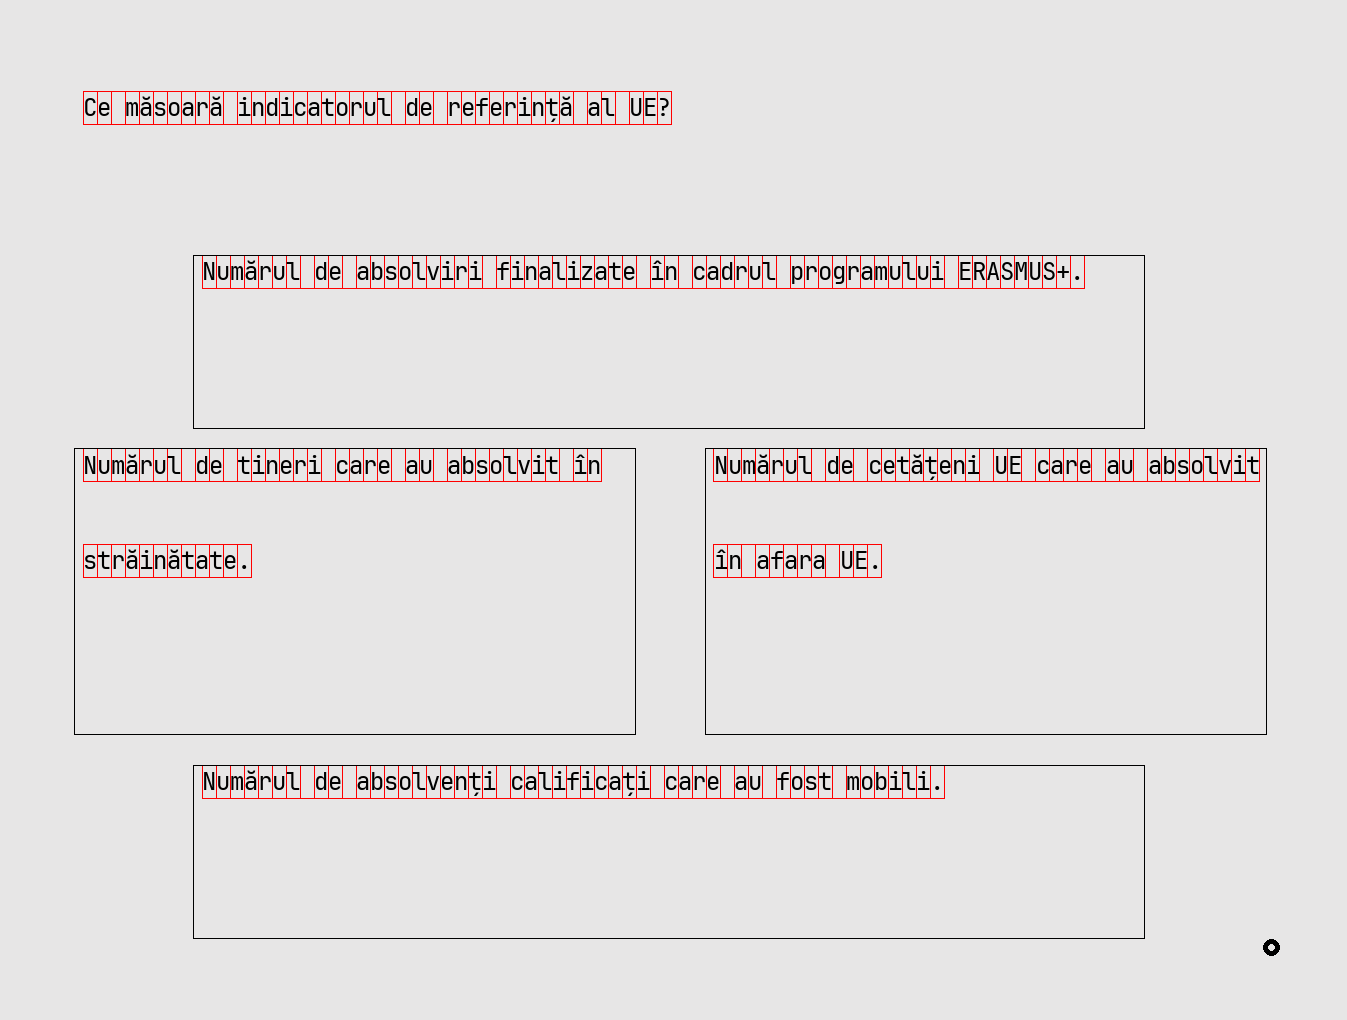 Ce măsoară indicatorul de referință al UE?
Numărul de absolviri finalizate în cadrul programului ERASMUS+.
Numărul de tineri care au absolvit în
străinătate.
Numărul de cetățeni UE care au absolvit
în afara UE.
Numărul de absolvenți calificați care au fost mobili.